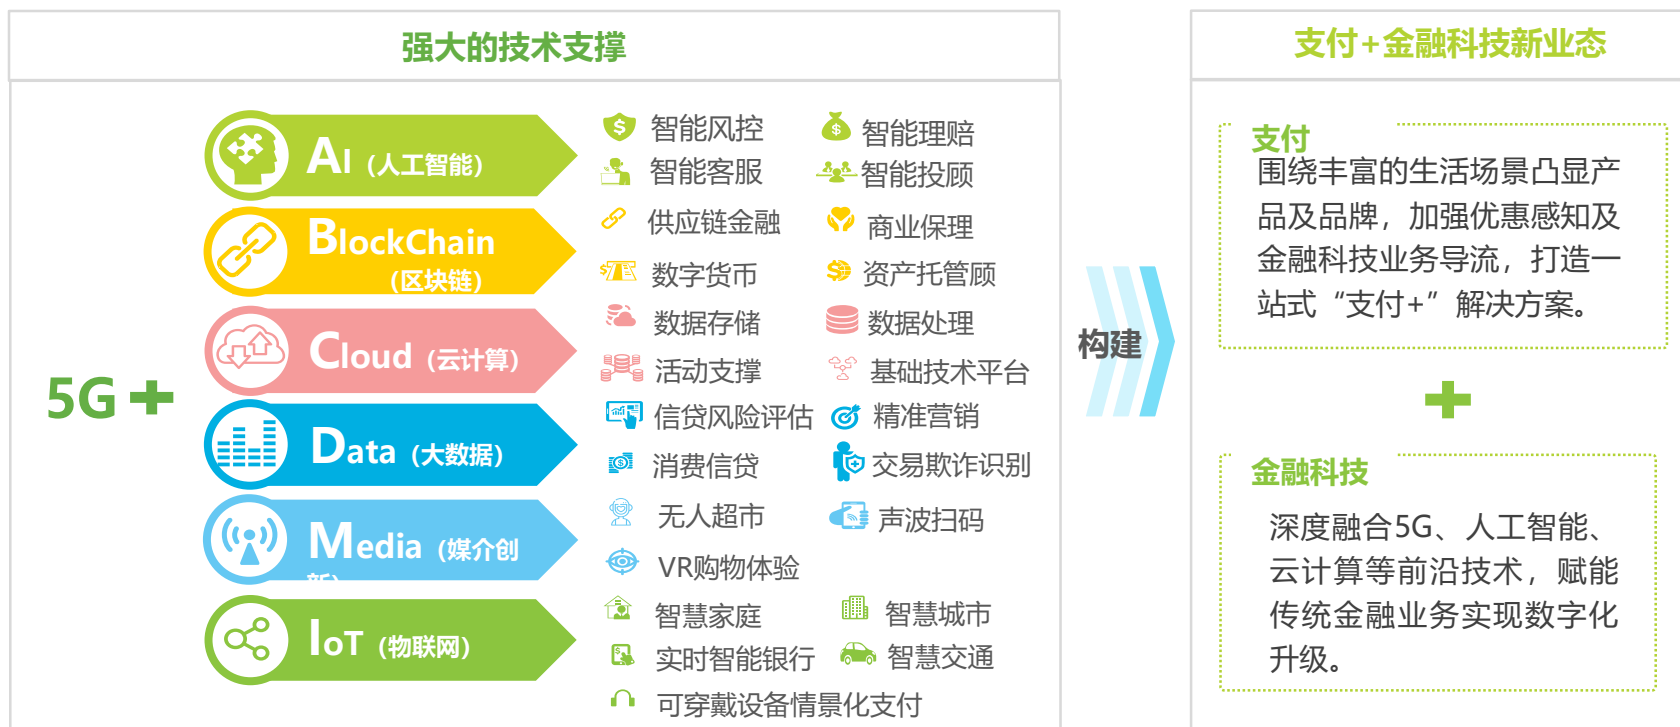 强大的技术支撑
5G
AI（人工智能）
智能风控
智能理赔
智能客服
智能投顾
BlockChain
（区块链）
供应链金融
商业保理
数字货币
资产托管顾
Cloud（云计算）
数据存储
数据处理
活动支撑
基础技术平台
Data（大数据）
信贷风险评估
精准营销
消费信贷
交易欺诈识别
Media（媒介创
新）
无人超市
声波扫码
VR购物体验
IoT（物联网）
智慧家庭
智慧城市
实时智能银行
智慧交通
可穿戴设备情景化支付
构建
支付+金融科技新业态
支付
围绕丰富的生活场景凸显产
品及品牌，加强优惠感知及
金融科技业务导流，打造一
站式“支付+”解决方案。
金融科技
深度融合5G、人工智能、
云计算等前沿技术，赋能
传统金融业务实现数字化
升级。